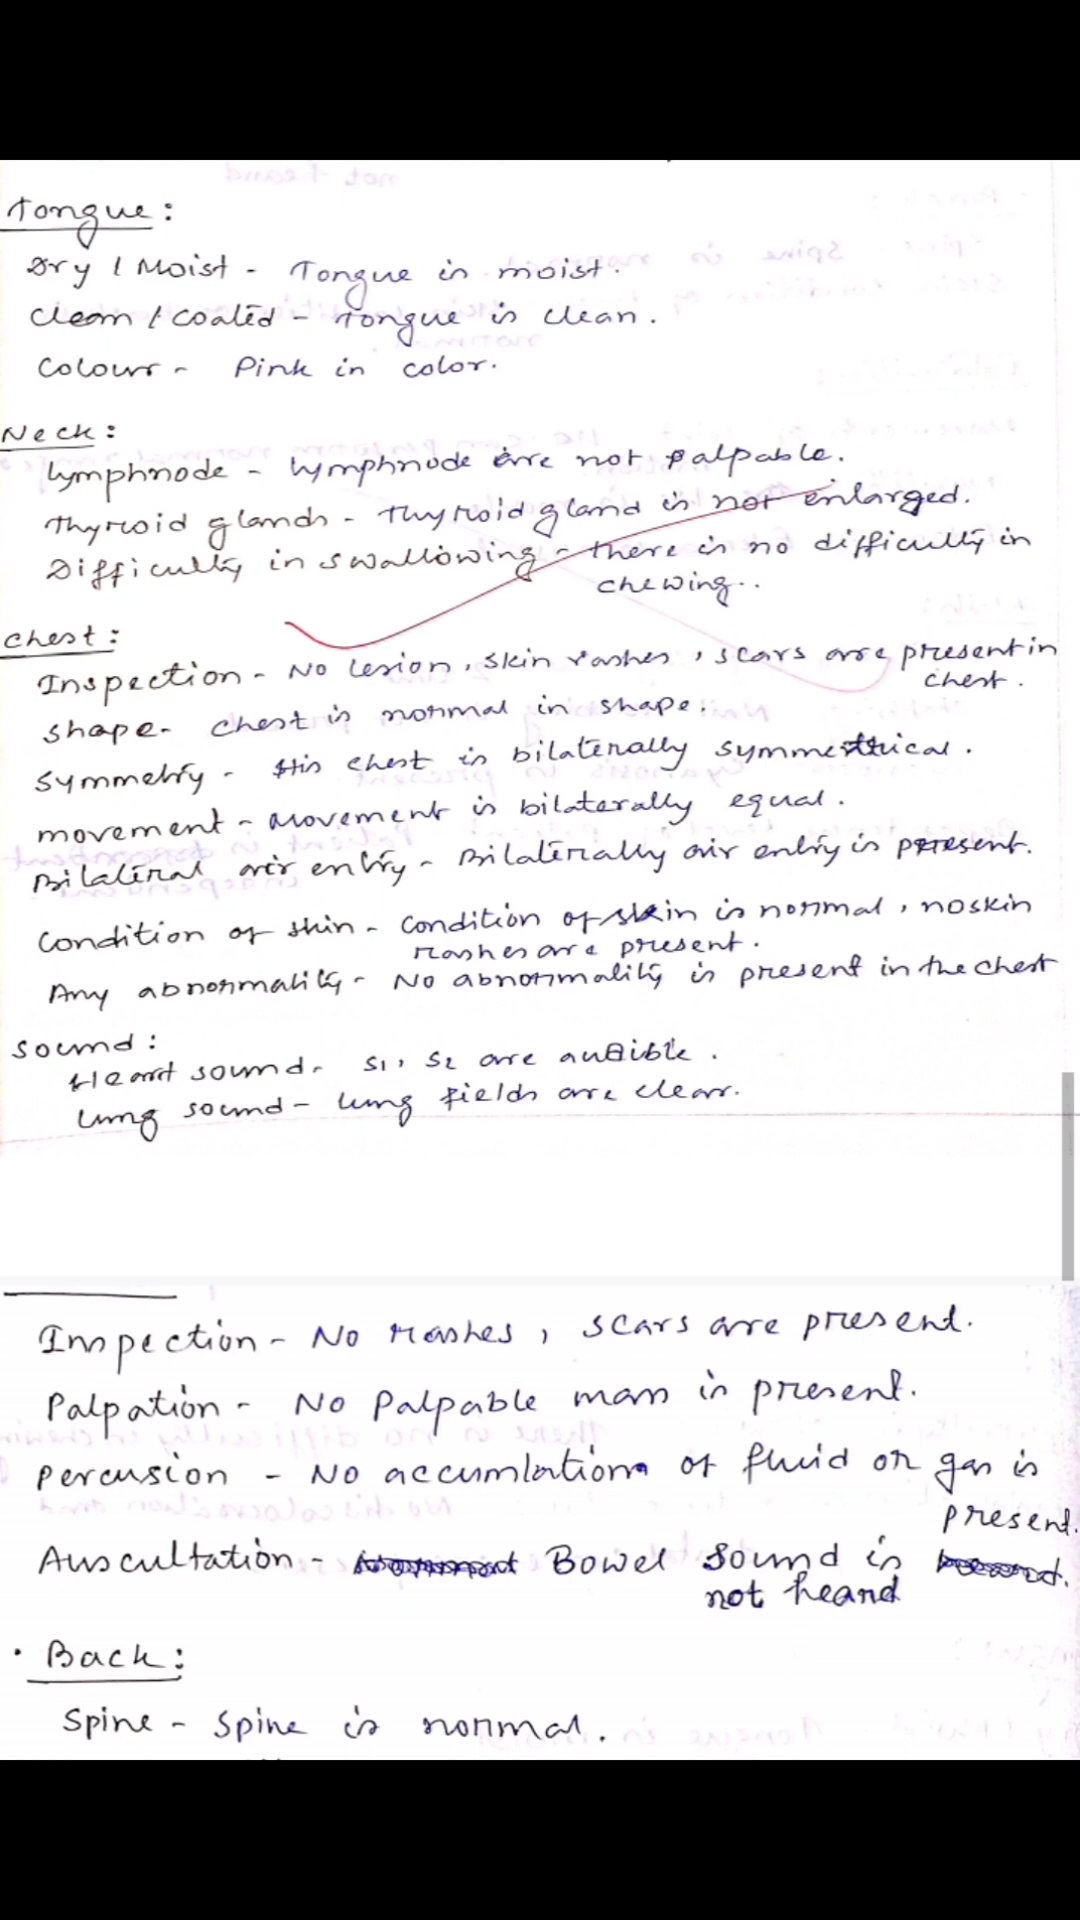 Tongue:
Dry / Moist - Tongue is moist.
Clean / Coated - Tongue is clean.
Colour - Pink in color.
Neck:
Lymphnode - Lymphnode are not Palpable.
Thyroid glands - Thyroid gland is not enlarged.
Difficulty in swallowing - there is no difficulty in
chewing..
Chest:
Inspection - No lesion, skin rashes, scars are present in
chest.
Shape - Chest is normal in shape.
Symmetry - His chest is bilaterally symmetrical.
movement - Movement is bilaterally equal.
Bilateral air entry - Bilaterally air entry is present.
Condition of skin - Condition of skin is normal, no skin
rashes are present.
Any abnormality - No abnormality is present in the chest
Sound:
Heart sound - S1, S2 are audible.
Lung sound - Lung fields are clear.
Inspection - No rashes, scars are present.
Palpation - No Palpable mass is present.
Percusion - No accumlation of fluid or gas is
present.
Auscultation - Bowel sound is
not heard
• Back:
Spine - Spine is normal.